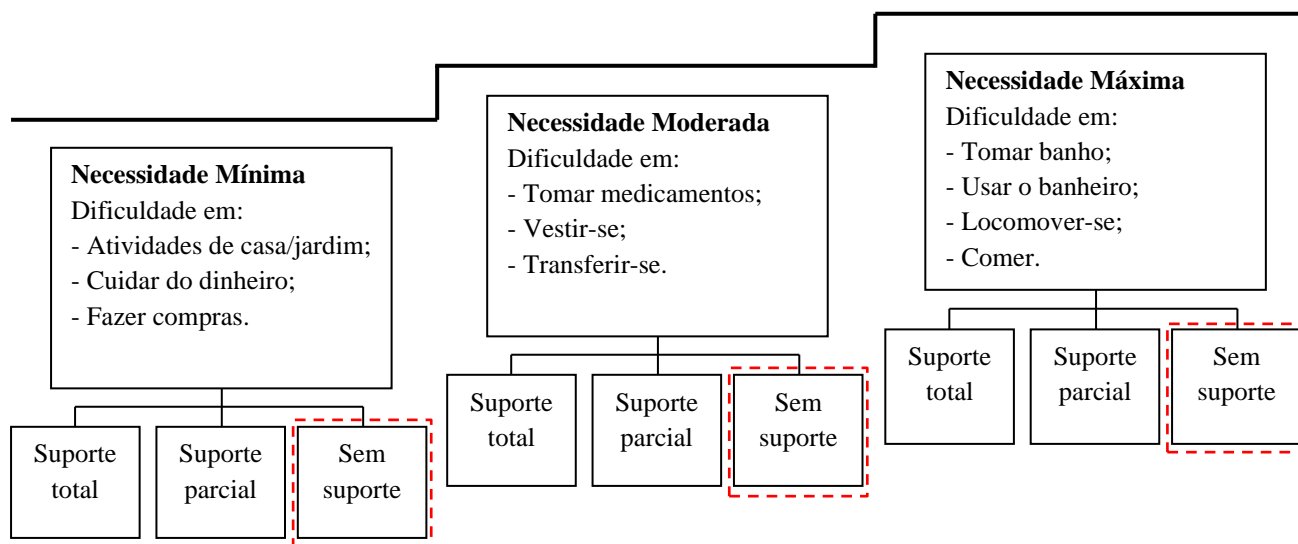 Necessidade Mínima
Dificuldade em:
- Atividades de casa/jardim;
- Cuidar do dinheiro;
- Fazer compras.
Suporte
total
Suporte
parcial
Sem
suporte
Necessidade Moderada
Dificuldade em:
- Tomar medicamentos;
- Vestir-se;
- Transferir-se.
Suporte
total
Suporte
parcial
Sem
suporte
Necessidade Máxima
Dificuldade em:
- Tomar banho;
- Usar o banheiro;
- Locomover-se;
- Comer.
Suporte
total
Suporte
parcial
Sem
suporte